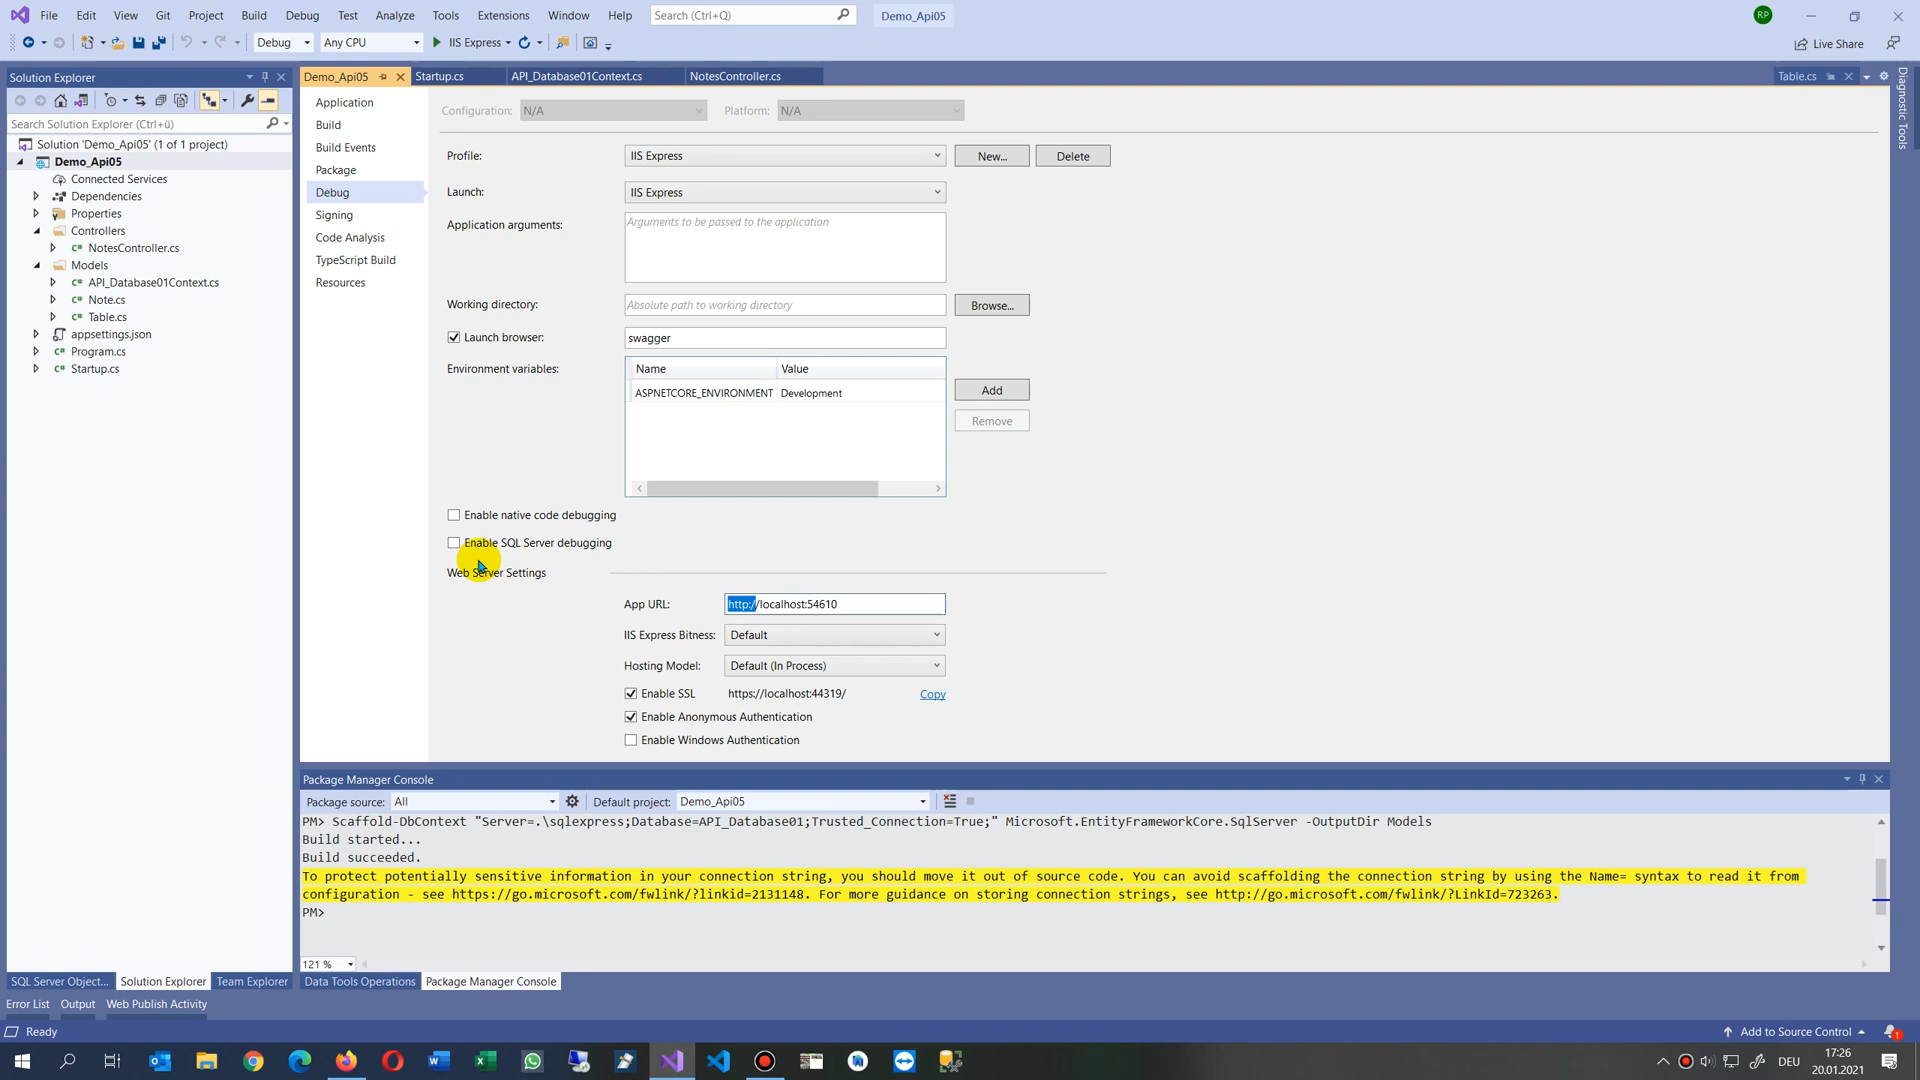 File Edit View Git Project Build Debug Test Analyze Tools Extensions Window Help Search (Ctrl+Q) Demo_Api05 RP
Debug Any CPU IIS Express Live Share
Solution Explorer
Demo_Api05 Startup.cs API_Database01Context.cs NotesController.cs Table.cs
Diagnostic Tools
Search Solution Explorer (Ctrl+ü)
Solution 'Demo_Api05' (1 of 1 project)
Demo_Api05
Connected Services
Dependencies
Properties
Controllers
NotesController.cs
Models
API_Database01Context.cs
Note.cs
Table.cs
appsettings.json
Program.cs
Startup.cs
Application
Build
Build Events
Package
Debug
Signing
Code Analysis
TypeScript Build
Resources
Configuration: N/A Platform: N/A
Profile: IIS Express New... Delete
Launch: IIS Express
Application arguments: Arguments to be passed to the application
Working directory: Absolute path to working directory Browse...
Launch browser: swagger
Environment variables: Name Value
ASPNETCORE_ENVIRONMENT Development
Add
Remove
Enable native code debugging
Enable SQL Server debugging
Web Server Settings
App URL: http://localhost:54610
IIS Express Bitness: Default
Hosting Model: Default (In Process)
Enable SSL https://localhost:44319/ Copy
Enable Anonymous Authentication
Enable Windows Authentication
Package Manager Console
Package source: All Default project: Demo_Api05
PM> Scaffold-DbContext "Server=.\sqlexpress;Database=API_Database01;Trusted_Connection=True;" Microsoft.EntityFrameworkCore.SqlServer -OutputDir Models
Build started...
Build succeeded.
To protect potentially sensitive information in your connection string, you should move it out of source code. You can avoid scaffolding the connection string by using the Name= syntax to read it from
configuration - see https://go.microsoft.com/fwlink/?linkid=2131148. For more guidance on storing connection strings, see http://go.microsoft.com/fwlink/?LinkId=723263.
PM>
121 %
SQL Server Object... Solution Explorer Team Explorer Data Tools Operations Package Manager Console
Error List Output Web Publish Activity
Ready Add to Source Control 1
DEU 17:26
20.01.2021